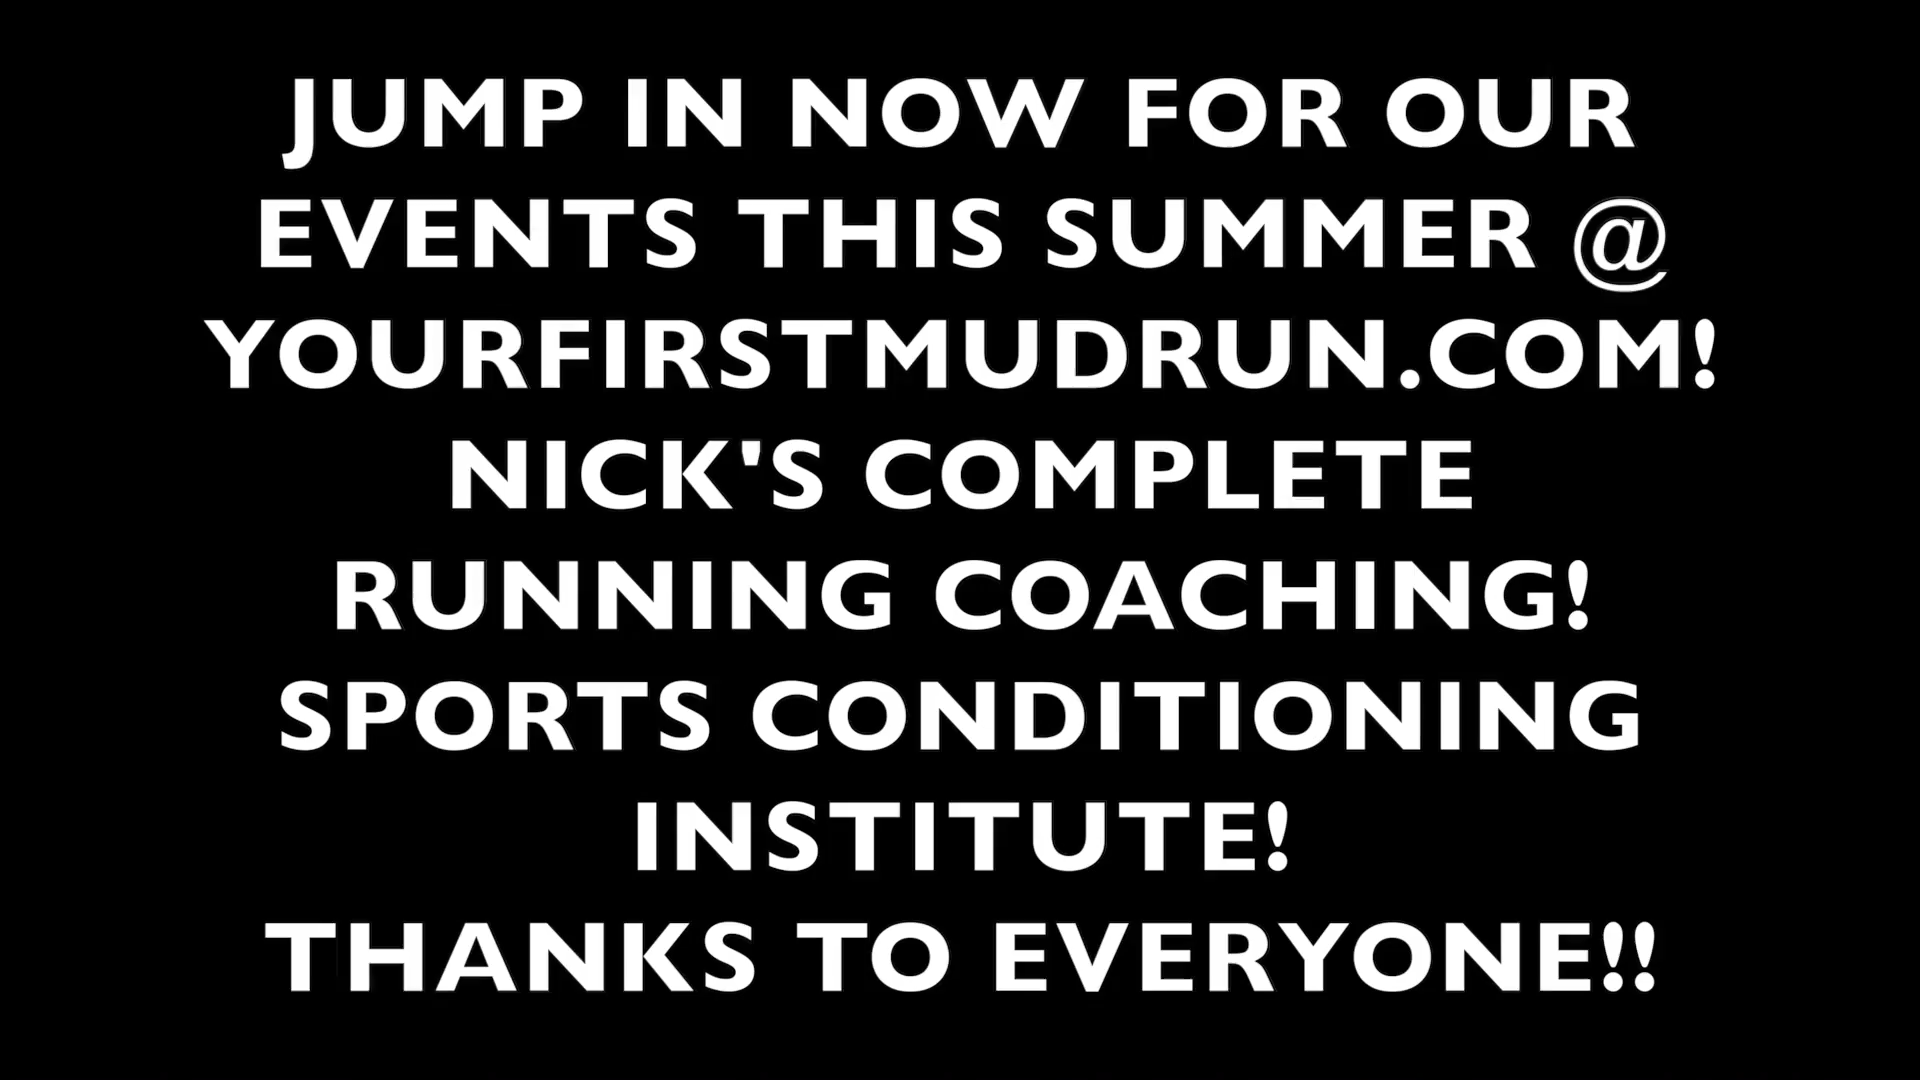 JUMP IN NOW FOR OUR
EVENTS THIS SUMMER @
YOURFIRSTMUDRUN.COM!
NICK'S COMPLETE
RUNNING COACHING!
SPORTS CONDITIONING
INSTITUTE!
THANKS TO EVERYONE!!